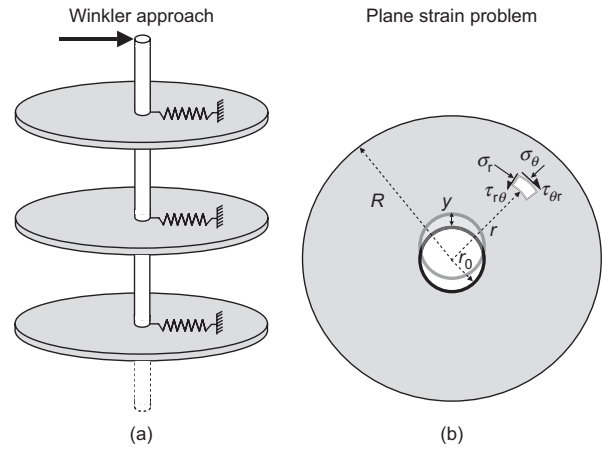 Winkler approach
Plane strain problem
σr
σθ
τrθ
τθr
R
y
r
r0
(a)
(b)